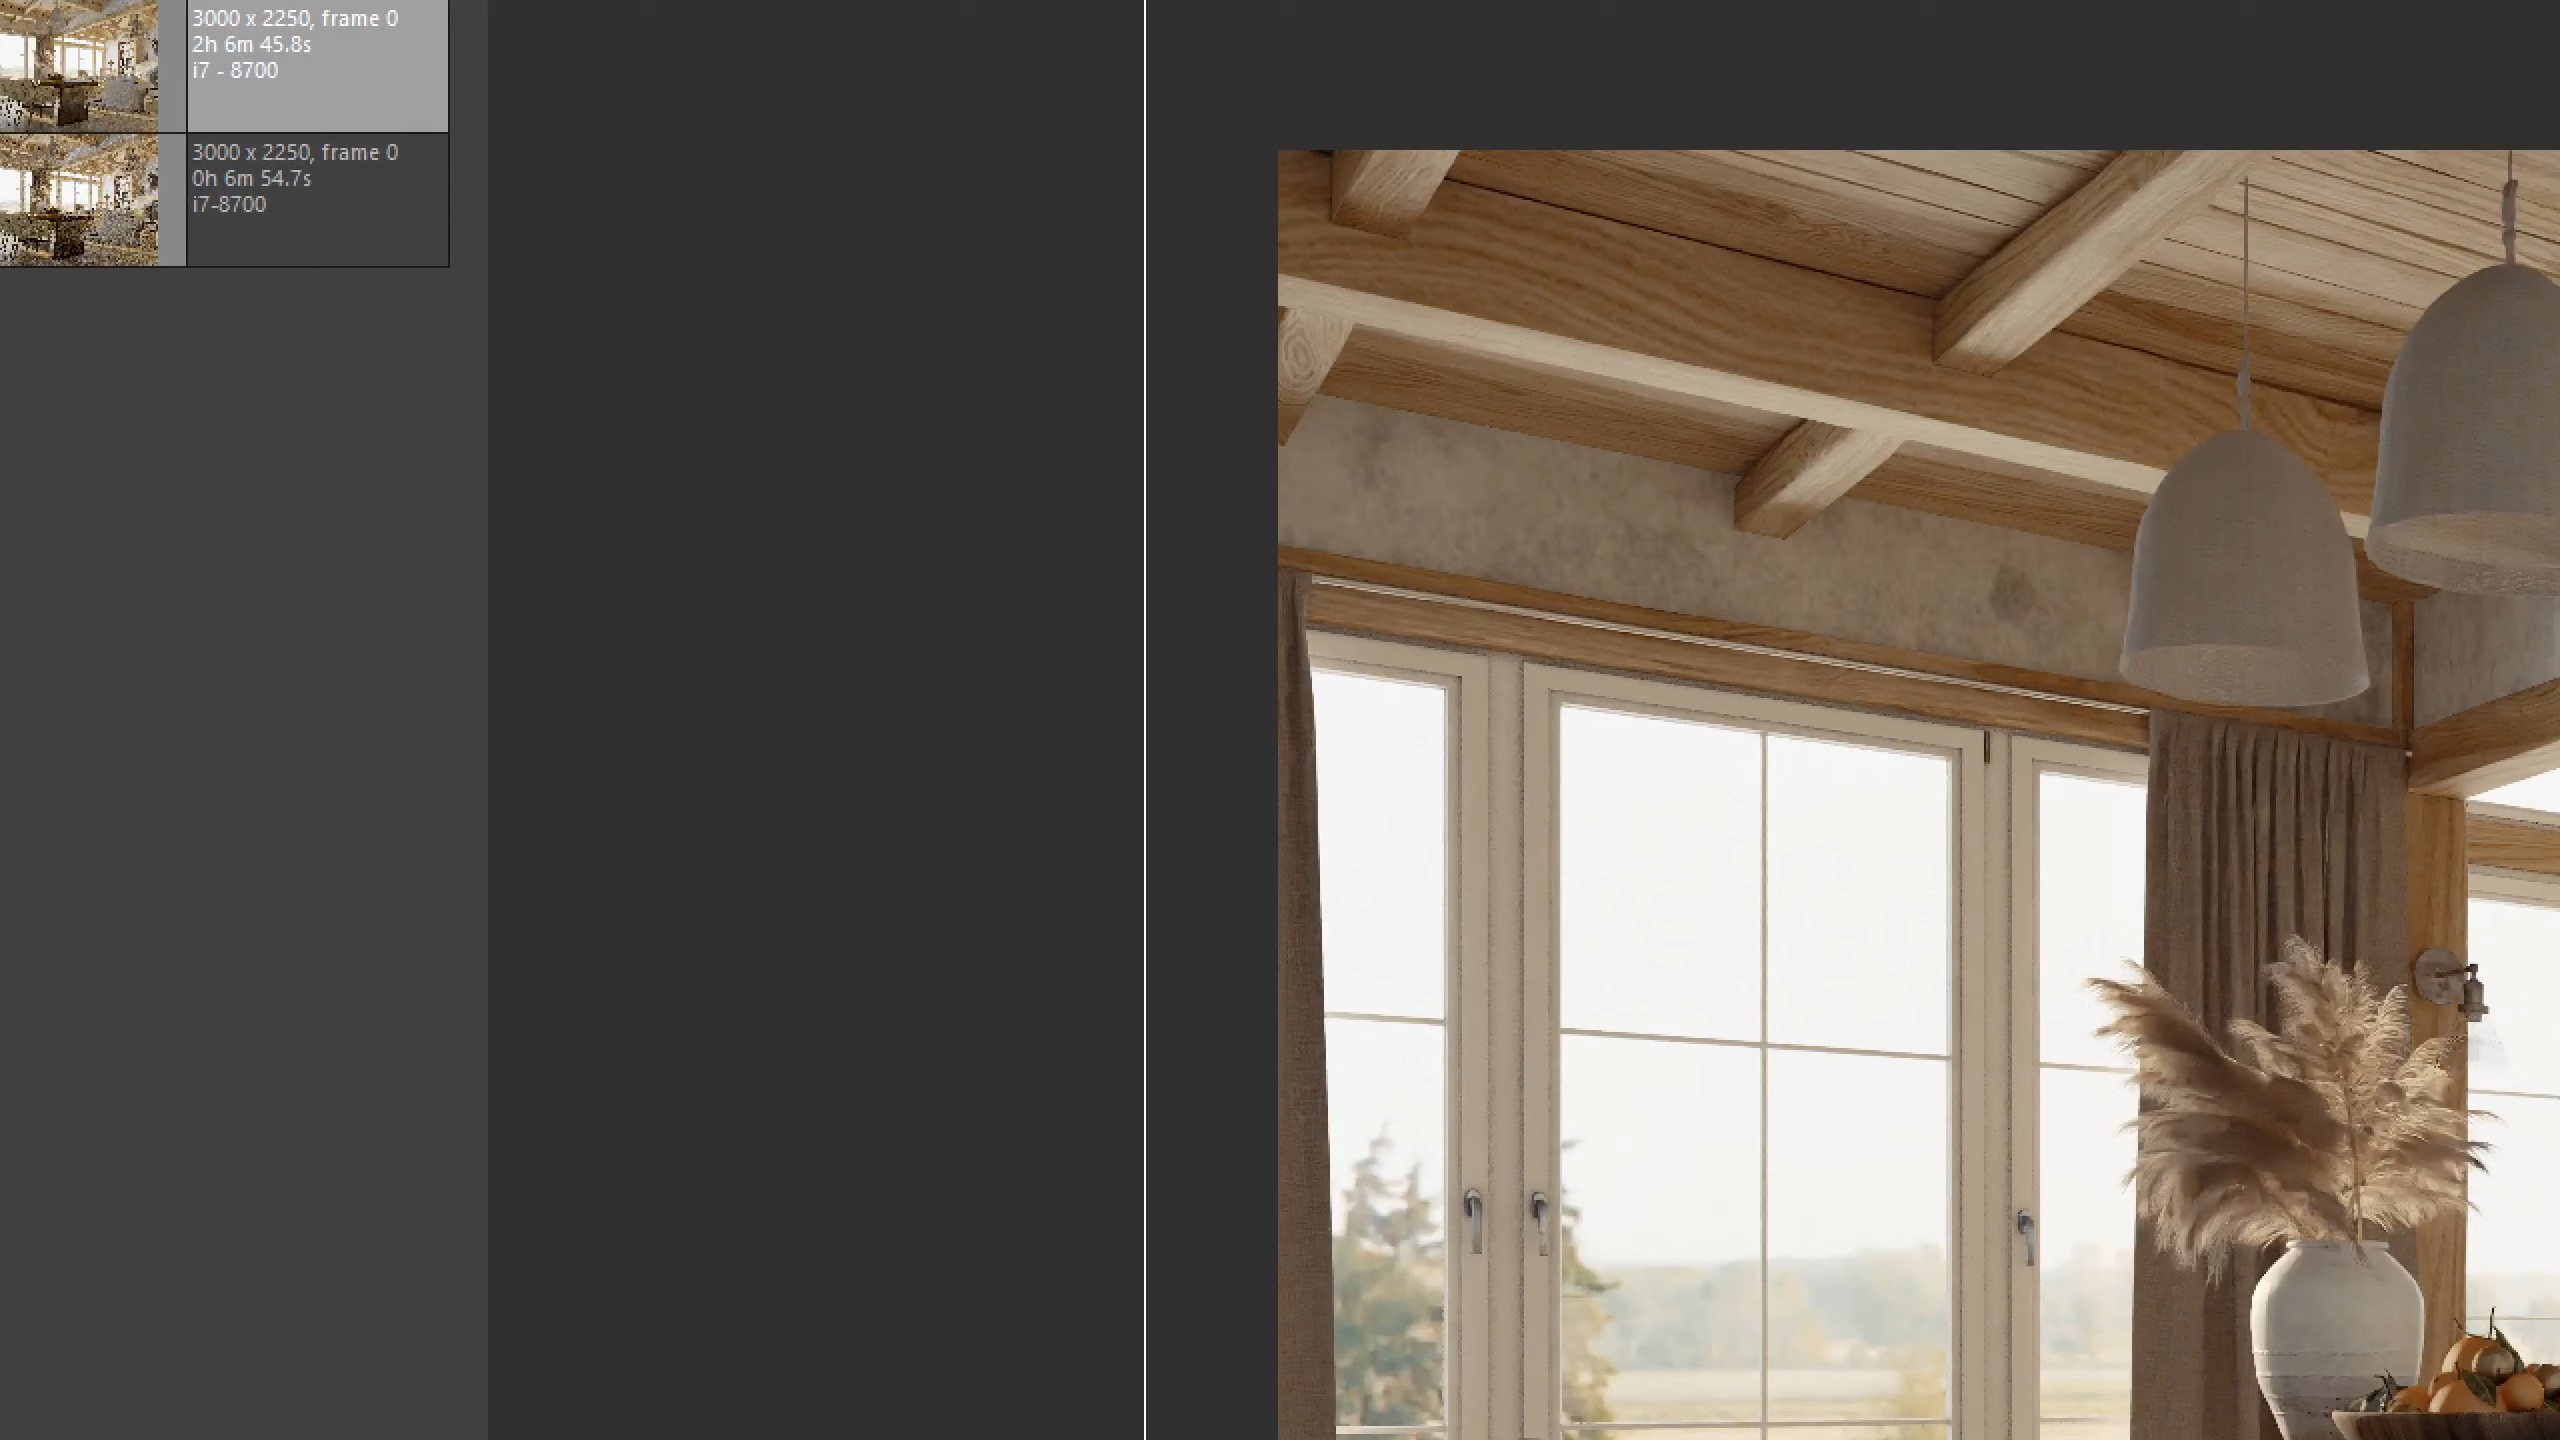 3000 x 2250, frame 0
2h 6m 45.8s
i7 - 8700
3000 x 2250, frame 0
0h 6m 54.7s
i7-8700